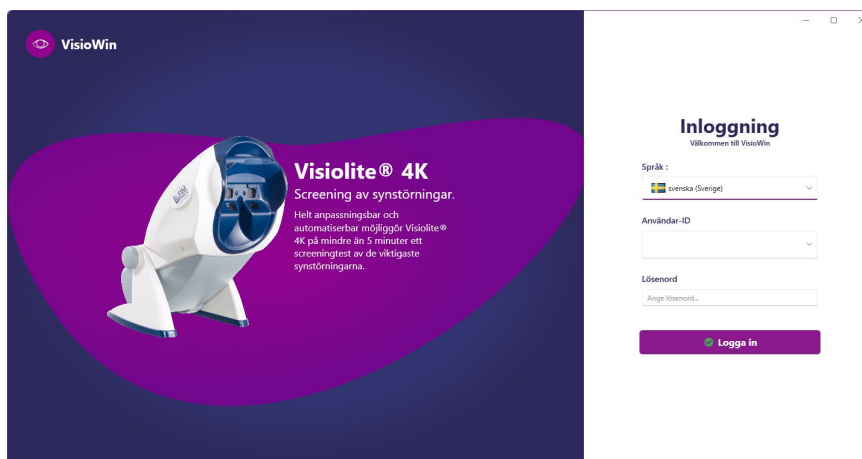 VisioWin
Visiolite® 4K
Screening av synstörningar.
Helt anpassningsbar och
automatiserbar möjliggör Visiolite®
4K på mindre än 5 minuter ett
screeningtest av de viktigaste
synstörningarna.
Inloggning
Välkommen till VisioWin
Språk :
svenska (Sverige)
Användar-ID
Lösenord
Ange lösenord...
Logga in